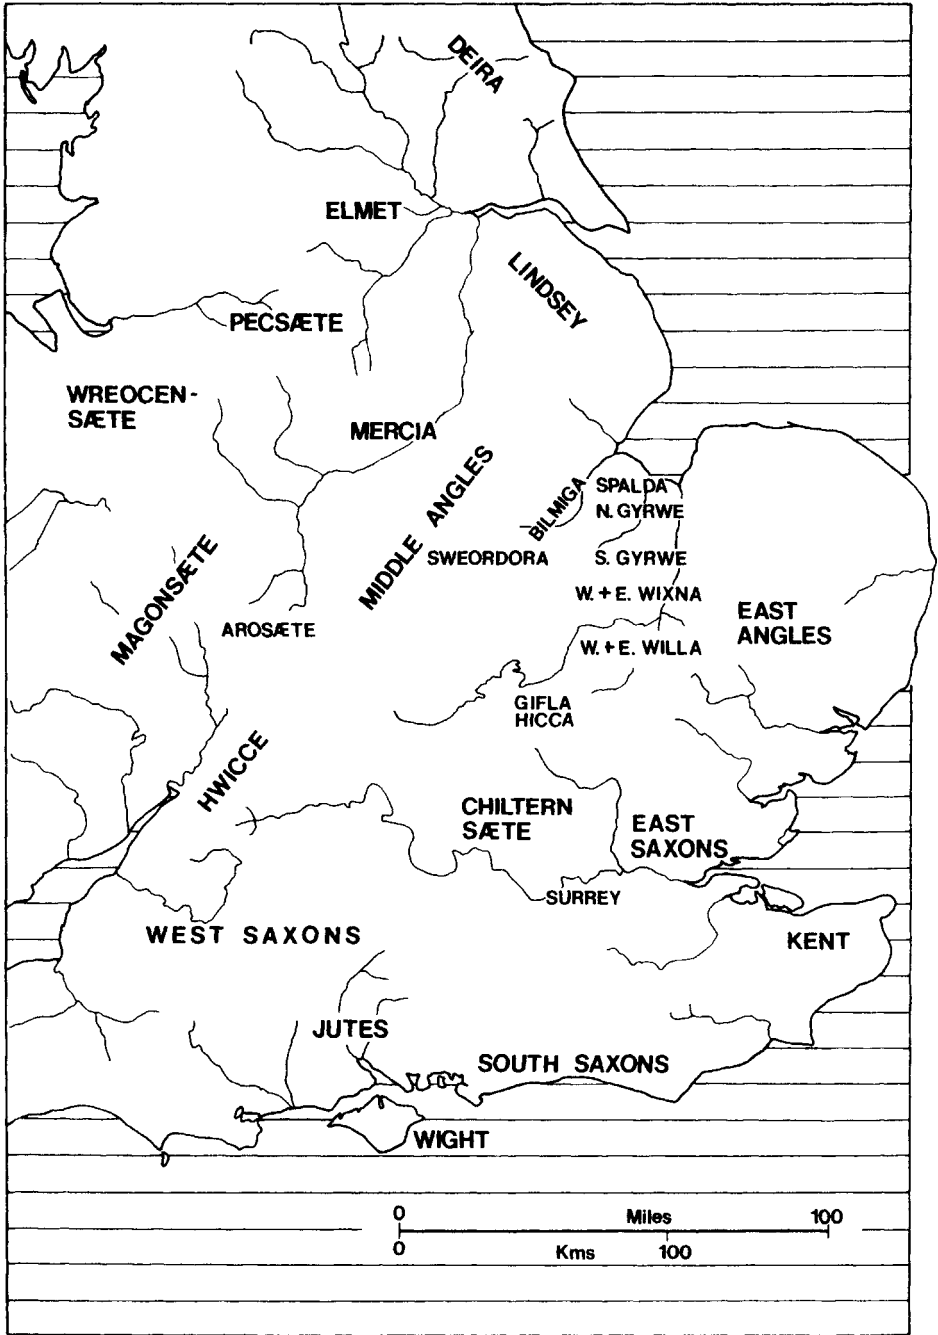 DEIRA
ELMET
LINDSEY
PECSÆTE
WREOCEN-
SÆTE
MERCIA
MIDDLE ANGLES
BILMIGA
SPALDA
N. GYRWE
SWEORDORA
S. GYRWE
MAGONSÆTE
W. + E. WIXNA
AROSÆTE
EAST
ANGLES
W. + E. WILLA
GIFLA
HICCA
HWICCE
CHILTERN
SÆTE
EAST
SAXONS
SURREY
WEST SAXONS
KENT
JUTES
SOUTH SAXONS
WIGHT
0 Miles 100
0 Kms 100